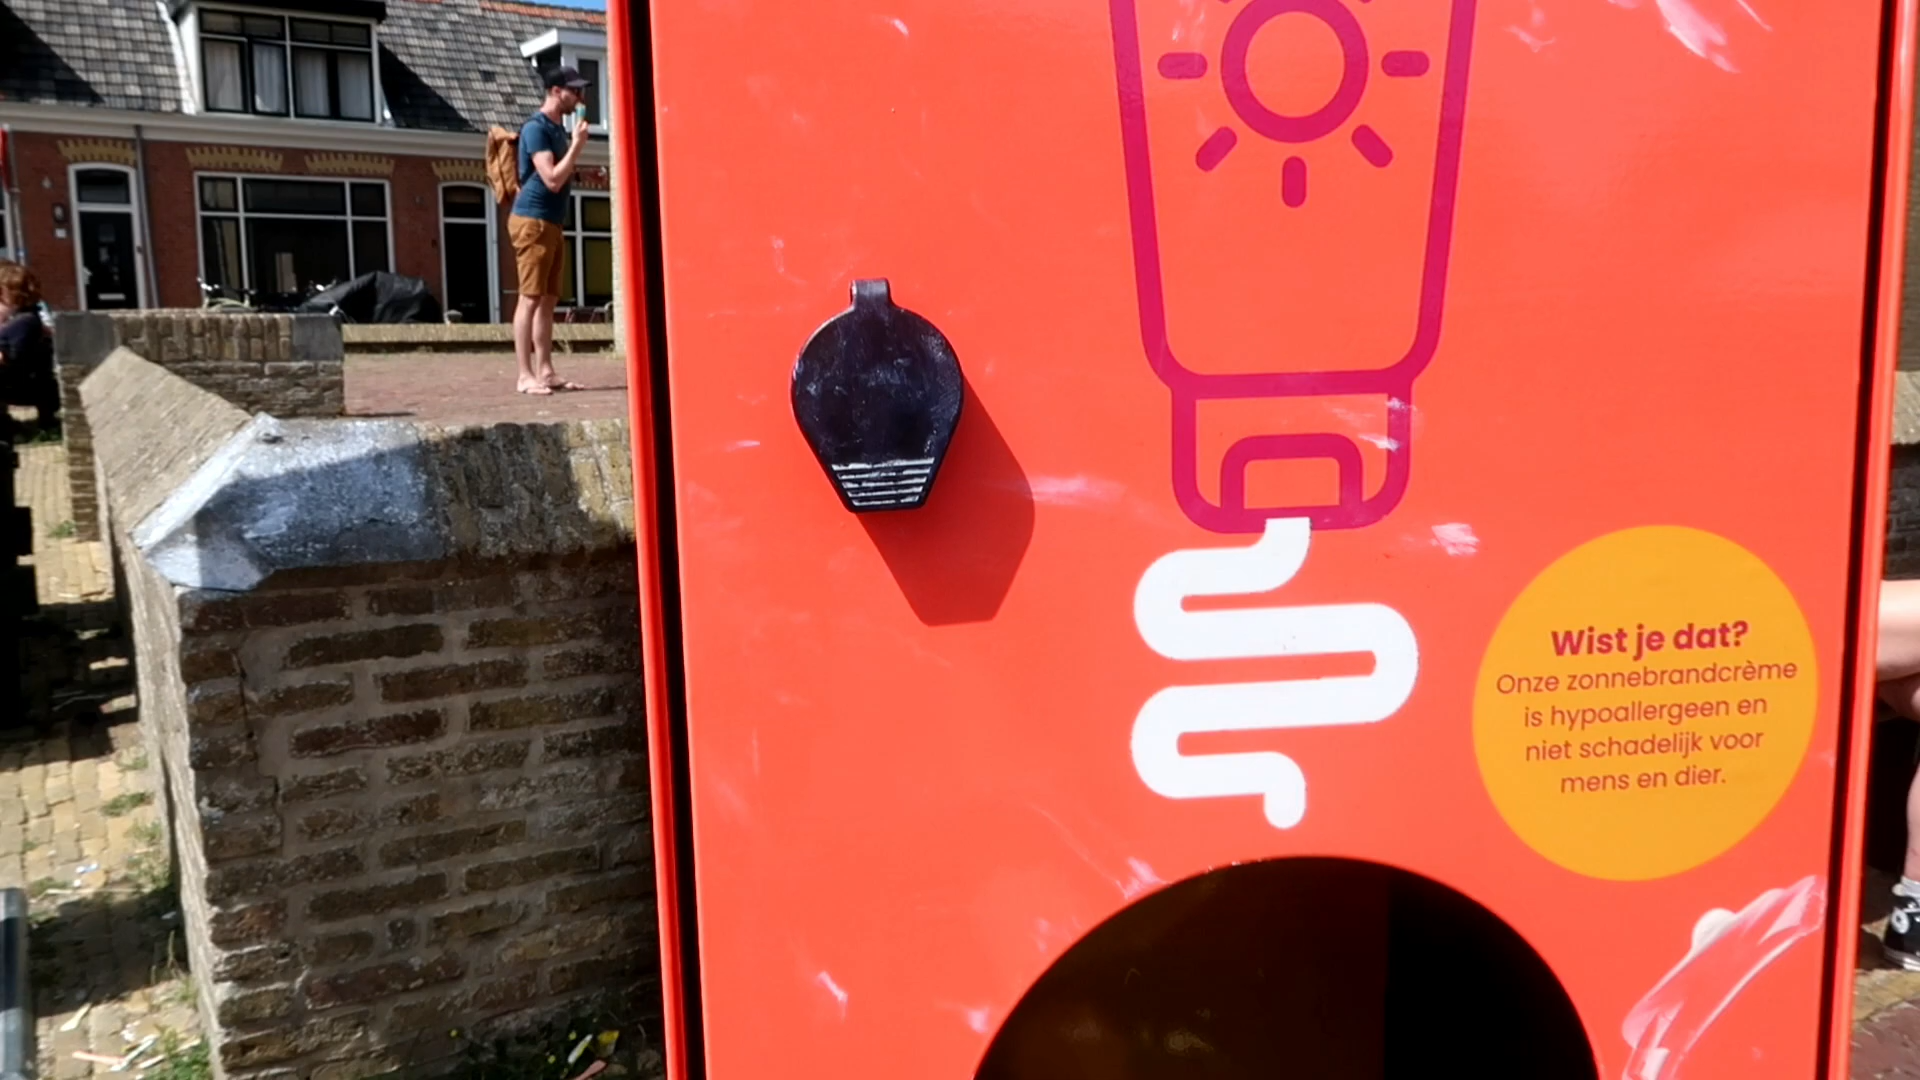 Wist je dat?
Onze zonnebrandcrème
is hypoallergeen en
niet schadelijk voor
mens en dier.